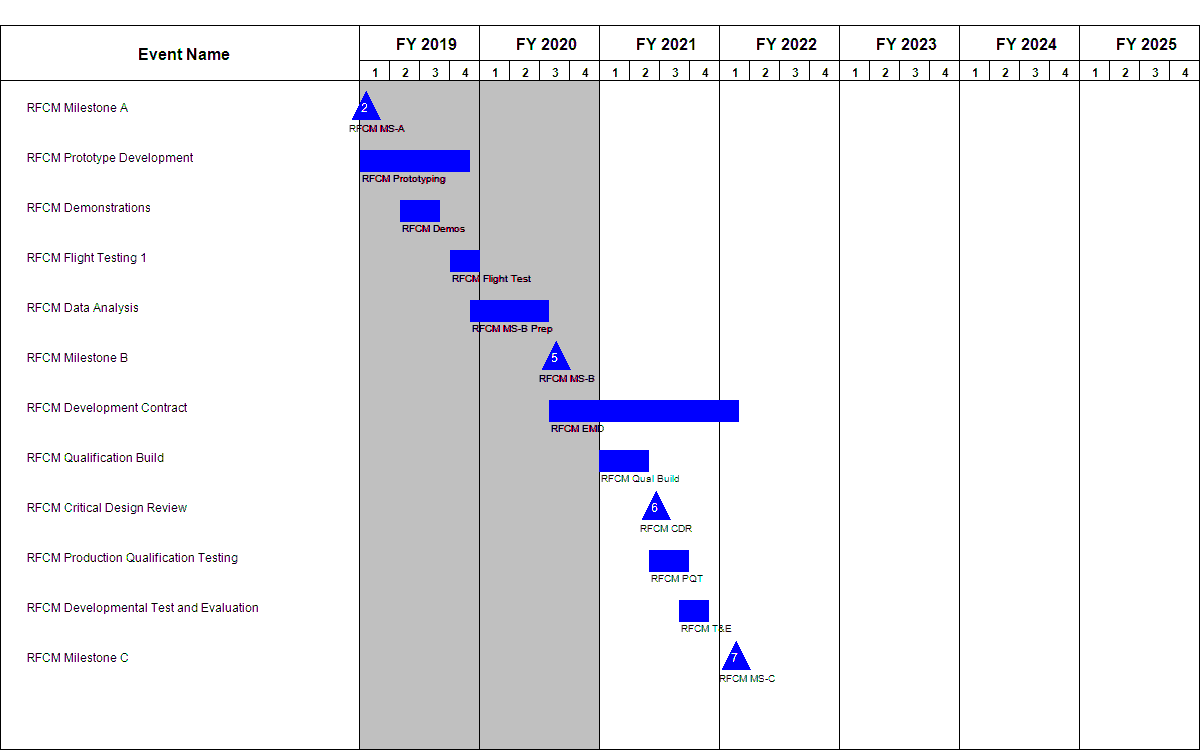 Event Name
FY 2019 FY 2020 FY 2021 FY 2022 FY 2023 FY 2024 FY 2025
1 2 3 4 1 2 3 4 1 2 3 4 1 2 3 4 1 2 3 4 1 2 3 4 1 2 3 4
RFCM Milestone A
2
RFCM MS-A
RFCM Prototype Development
RFCM Prototyping
RFCM Demonstrations
RFCM Demos
RFCM Flight Testing 1
RFCM Flight Test
RFCM Data Analysis
RFCM MS-B Prep
RFCM Milestone B
5
RFCM MS-B
RFCM Development Contract
RFCM EMD
RFCM Qualification Build
RFCM Qual Build
RFCM Critical Design Review
6
RFCM CDR
RFCM Production Qualification Testing
RFCM PQT
RFCM Developmental Test and Evaluation
RFCM T&E
RFCM Milestone C
7
RFCM MS-C